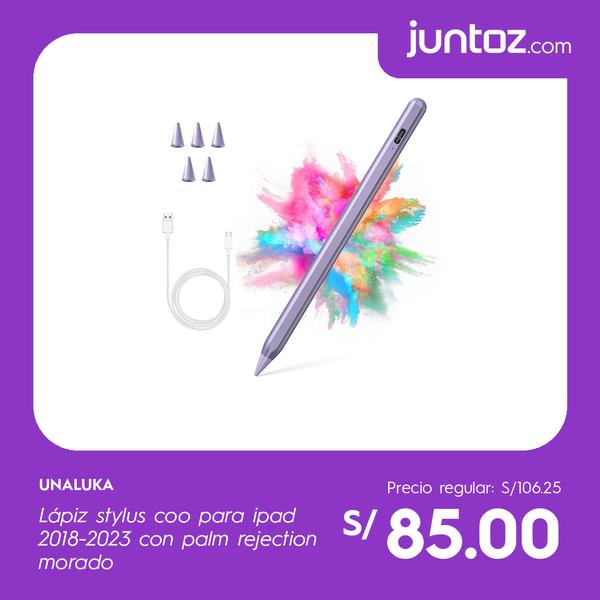 juntoz.com
UNALUKA
Lápiz stylus coo para ipad
2018-2023 con palm rejection
morado
Precio regular: S/106.25
S/ 85.00